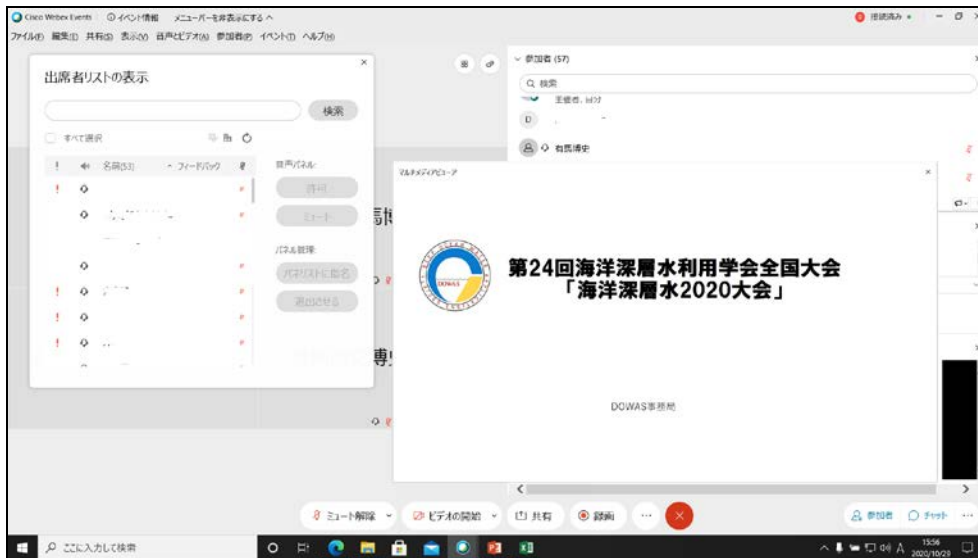 Cisco Webex Events
イベント情報
メニューバーを非表示にする
接続済み
ファイル(F) 編集(E) 共有(S) 表示(V) 音声とビデオ(A) 参加者(P) イベント(T) ヘルプ(H)
出席者リストの表示
検索
すべて選択
名前(53)
フィードバック
音声パネル:
許可
ミュート
パネル管理:
パネリストに指名
退出させる
参加者 (57)
検索
主催者, 自分
D
有馬博史
マルチメディアビューア
DOWAS
第24回海洋深層水利用学会全国大会
「海洋深層水2020大会」
DOWAS事務局
ミュート解除
ビデオの開始
共有
録画
参加者
チャット
ここに入力して検索
A
15:56
2020/10/29